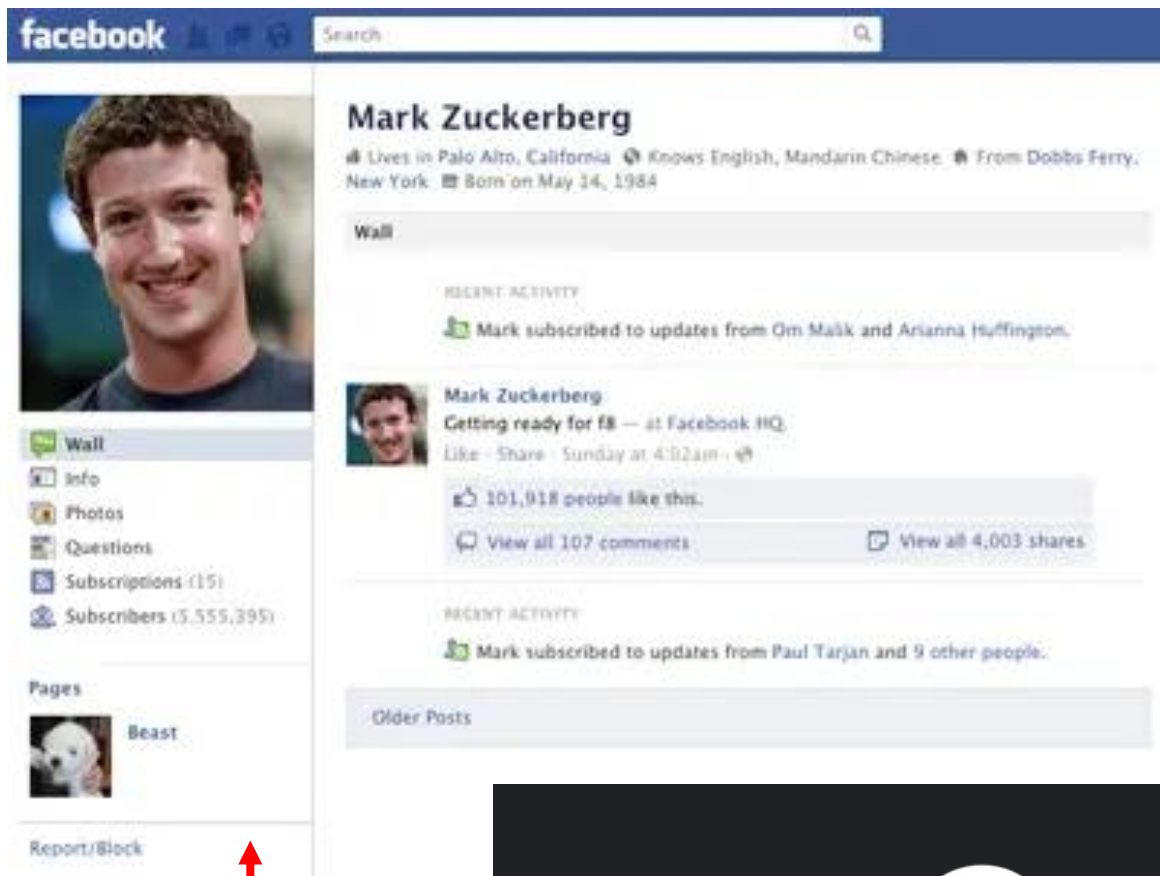 facebook
Search
Mark Zuckerberg
Lives in Palo Alto, California Knows English, Mandarin Chinese From Dobbs Ferry,
New York Born on May 14, 1984
Wall
RECENT ACTIVITY
Mark subscribed to updates from Om Malik and Arianna Huffington.
Mark Zuckerberg
Getting ready for f8 — at Facebook HQ.
Like · Share · Sunday at 4:02am ·
101,918 people like this.
View all 107 comments
View all 4,003 shares
RECENT ACTIVITY
Mark subscribed to updates from Paul Tarjan and 9 other people.
Older Posts
Wall
Info
Photos
Questions
Subscriptions (15)
Subscribers (5,555,395)
Pages
Beast
Report/Block